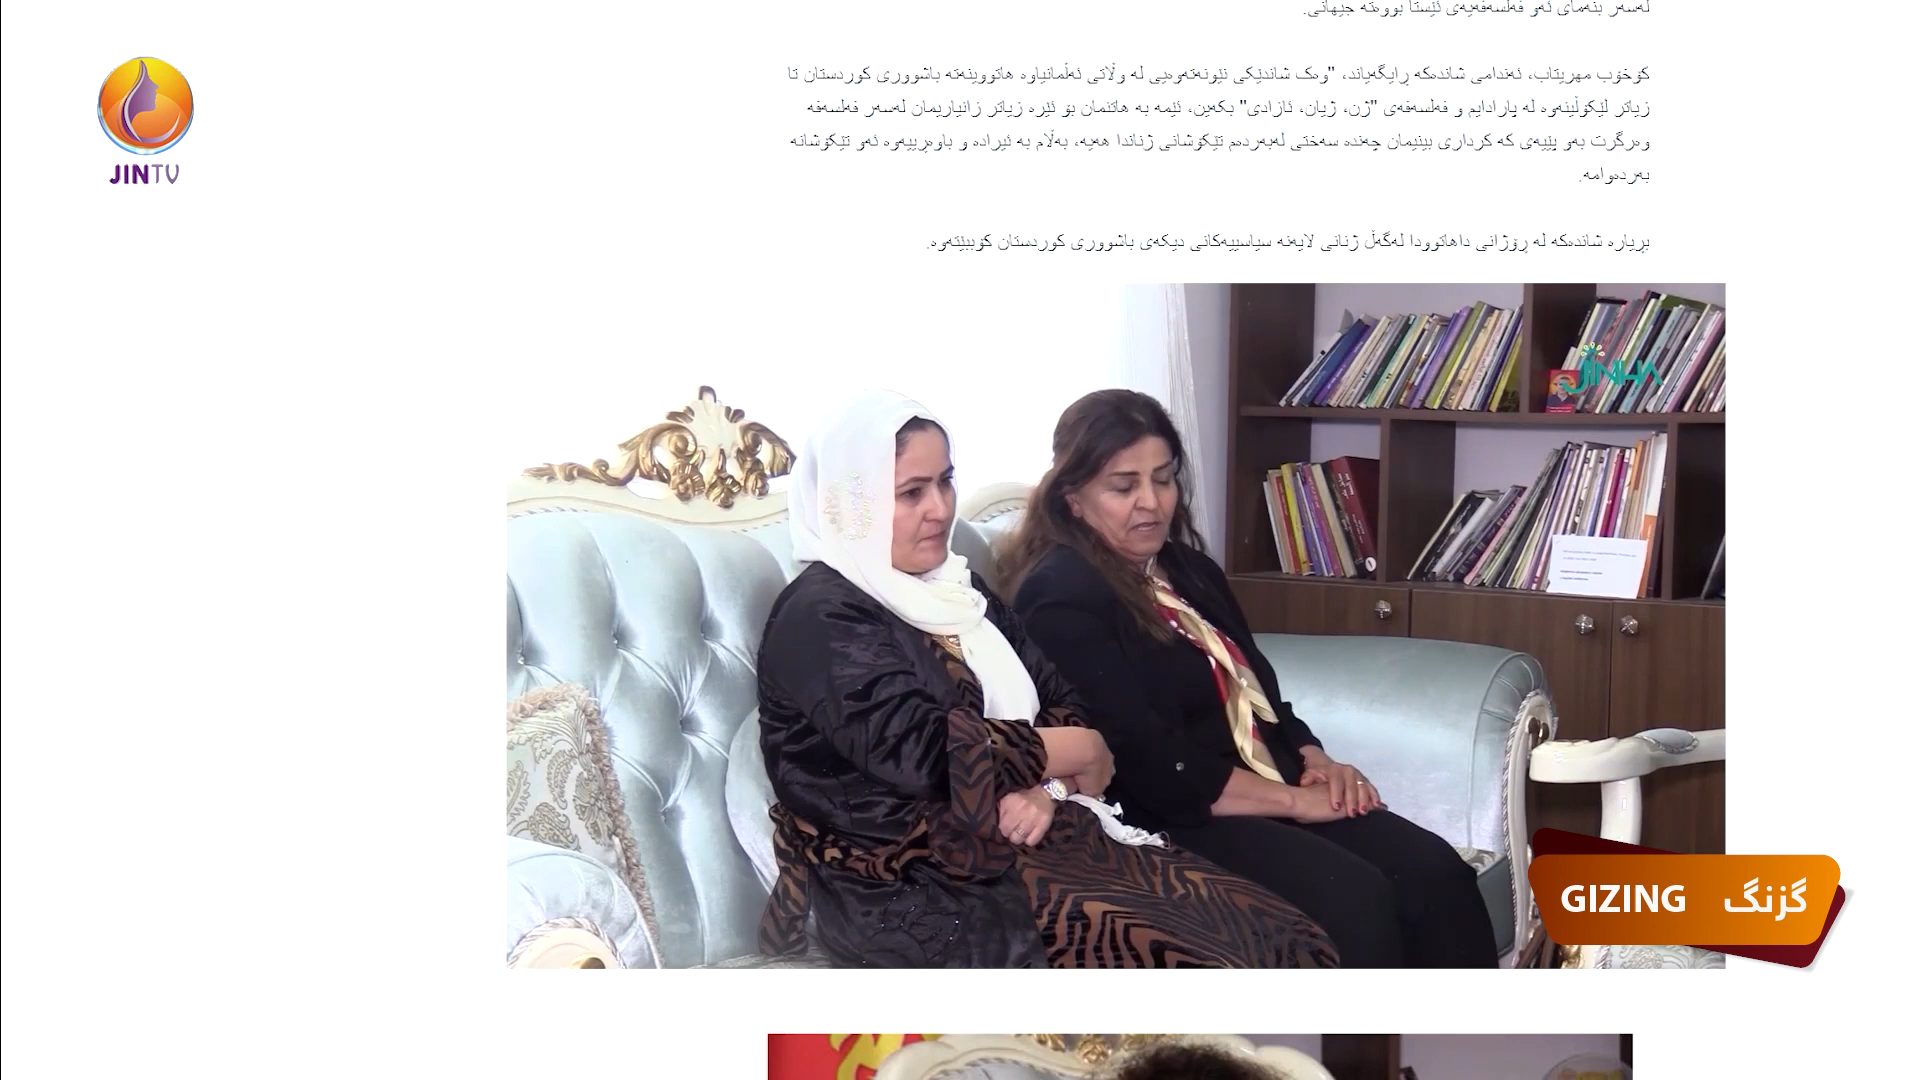 لەسەر بنەمای ئەو فەلسەفەیەی ئێستا بووەتە جیهانی.
کۆخۆب مهریتاب، ئەندامی شاندەکە ڕایگەیاند، "وەک شاندێکی نێونەتەوەیی لە وڵاتی ئەڵمانیاوە هاتووینەتە باشووری کوردستان تا
زیاتر لێکۆڵینەوە لە پارادایم و فەلسەفەی "ژن، ژیان، ئازادی" بکەین، ئێمە بە هاتنمان بۆ ئێرە زیاتر زانیاریمان لەسەر فەلسەفە
وەرگرت بەو پێیەی کە کرداری بینیمان چەندە سەختی لەبەردەم تێکۆشانی ژناندا هەیە، بەڵام بە ئیرادە و باوەڕییەوە ئەو تێکۆشانە
بەردەوامە.
بڕیارە شاندەکە لە ڕۆژانی داهاتوودا لەگەڵ ژنانی لایەنە سیاسییەکانی دیکەی باشووری کوردستان کۆببێتەوە.
JINTV
JINHA
GIZING گزنگ